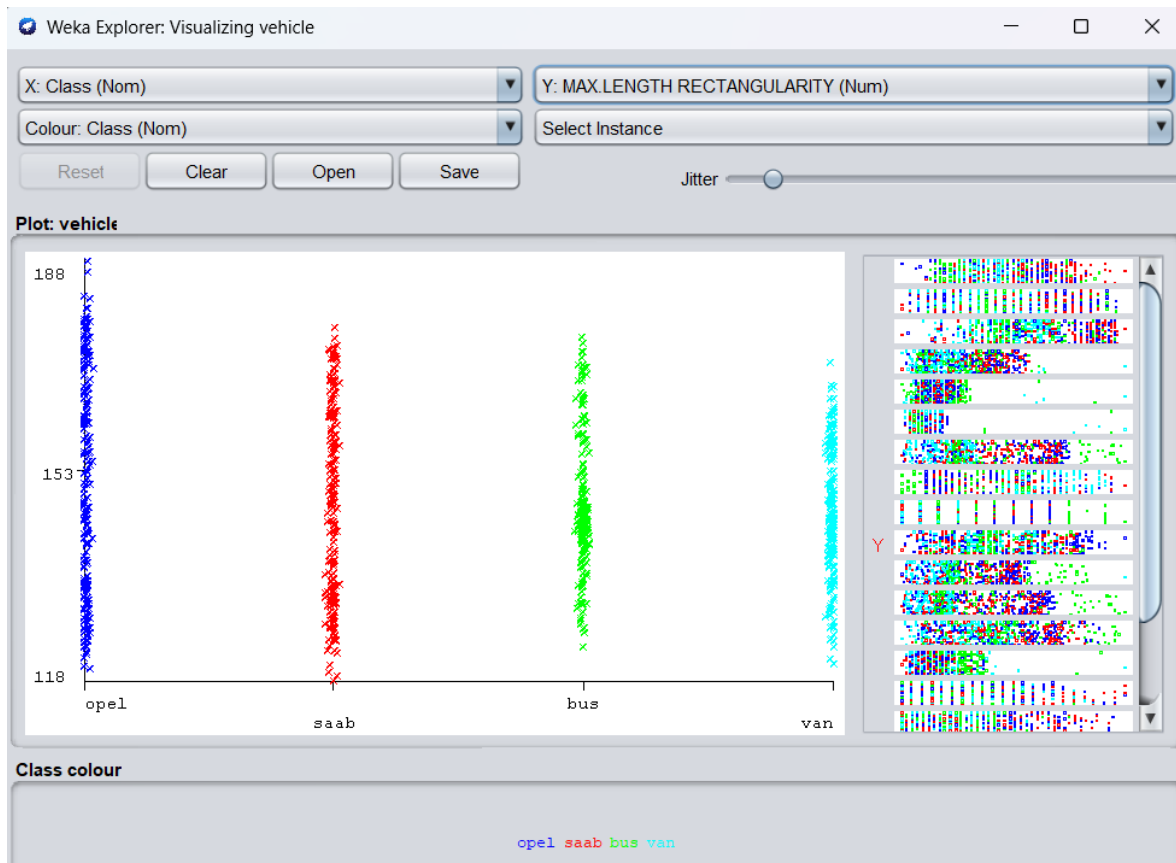 Weka Explorer: Visualizing vehicle
X: Class (Nom)
Y: MAX.LENGTH RECTANGULARITY (Num)
Colour: Class (Nom)
Select Instance
Reset
Clear
Open
Save
Jitter
Plot: vehicle
188
153
118
opel
saab
bus
van
Y
Class colour
opel saab bus van